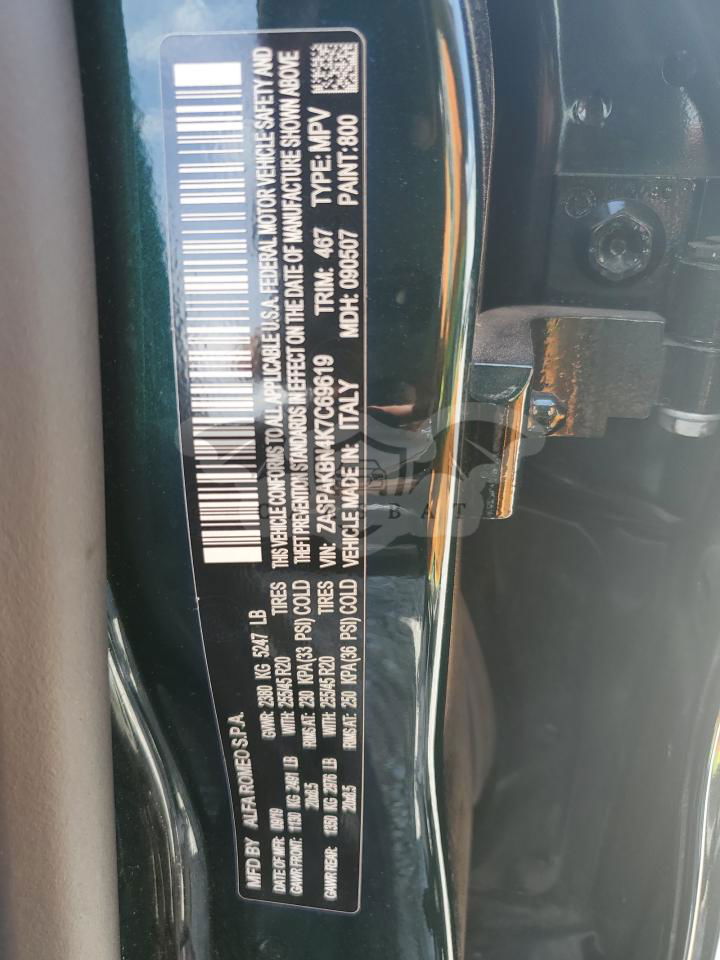 MFD BY ALFA ROMEO S.P.A.
DATE OF MFR: 09/19 GVWR: 2380 KG 5247 LB
GAWR FRONT: 1130 KG 2491 LB WITH: 255/45 R20 TIRES
20x8.5 RIMS AT: 230 KPA(33 PSI) COLD
GAWR REAR: 1350 KG 2976 LB WITH: 255/45 R20 TIRES
20x8.5 RIMS AT: 250 KPA(36 PSI) COLD
THIS VEHICLE CONFORMS TO ALL APPLICABLE U.S.A. FEDERAL MOTOR VEHICLE SAFETY AND
THEFT PREVENTION STANDARDS IN EFFECT ON THE DATE OF MANUFACTURE SHOWN ABOVE
VIN: ZASPAKBN4K7C69619 TRIM: 467 TYPE: MPV
VEHICLE MADE IN: ITALY MDH: 090507 PAINT: 800